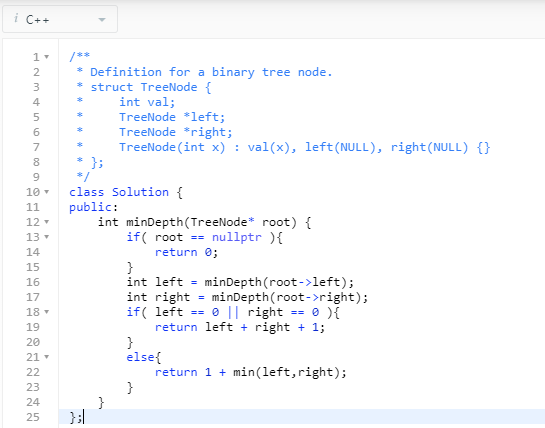 i C++
1 /**
2  * Definition for a binary tree node.
3  * struct TreeNode {
4  *     int val;
5  *     TreeNode *left;
6  *     TreeNode *right;
7  *     TreeNode(int x) : val(x), left(NULL), right(NULL) {}
8  * };
9  */
10 class Solution {
11 public:
12     int minDepth(TreeNode* root) {
13         if( root == nullptr ){
14             return 0;
15         }
16         int left = minDepth(root->left);
17         int right = minDepth(root->right);
18         if( left == 0 || right == 0 ){
19             return left + right + 1;
20         }
21         else{
22             return 1 + min(left,right);
23         }
24     }
25 };